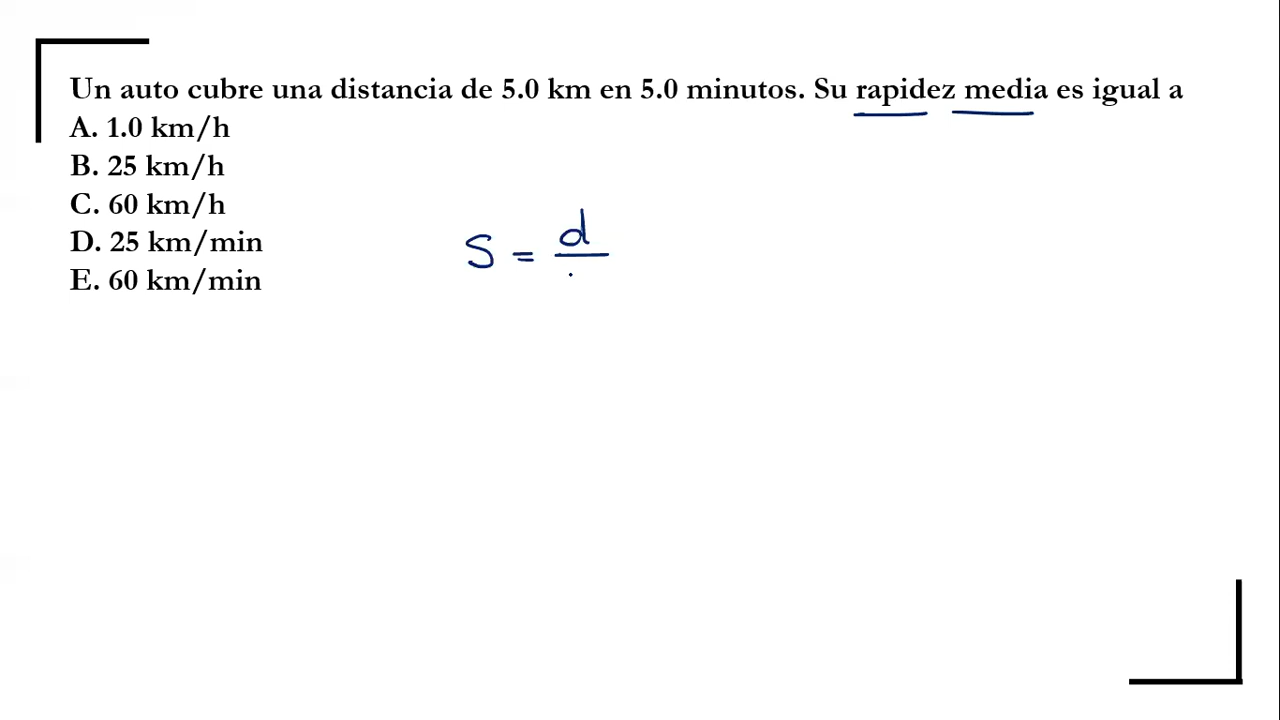 Un auto cubre una distancia de 5.0 km en 5.0 minutos. Su rapidez media es igual a
A. 1.0 km/h
B. 25 km/h
C. 60 km/h
D. 25 km/min
E. 60 km/min
S = d